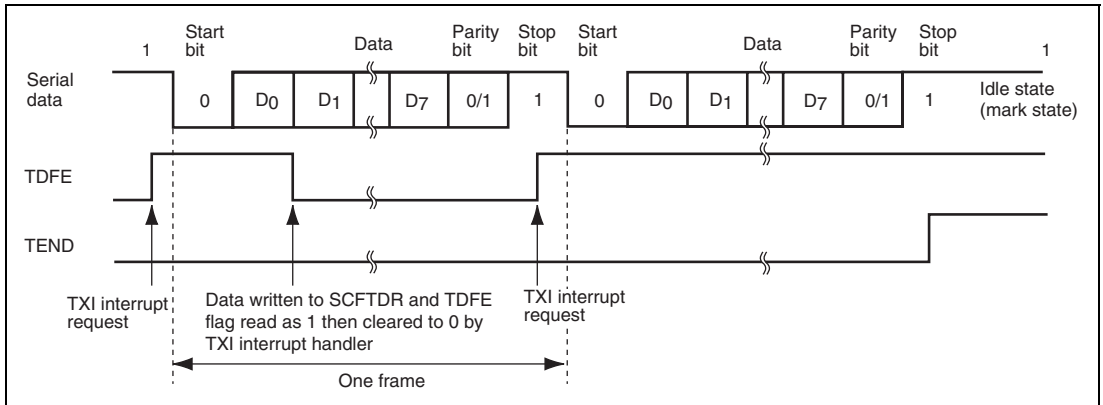 1 Start bit Data Parity bit Stop bit Start bit Data Parity bit Stop bit 1
Serial data 0 D0 D1 D7 0/1 1 0 D0 D1 D7 0/1 1 Idle state (mark state)
TDFE
TEND
TXI interrupt request
Data written to SCFTDR and TDFE
flag read as 1 then cleared to 0 by
TXI interrupt handler
TXI interrupt request
One frame